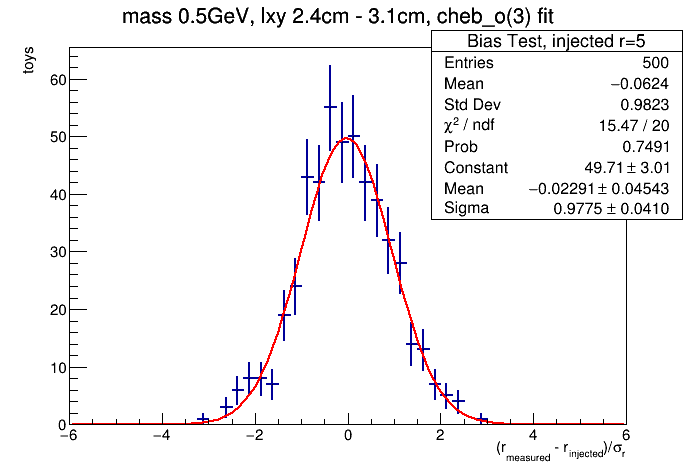 mass 0.5GeV, lxy 2.4cm - 3.1cm, cheb_o(3) fit
toys
Bias Test, injected r=5
Entries 500
Mean −0.0624
Std Dev 0.9823
χ² / ndf 15.47 / 20
Prob 0.7491
Constant 49.71 ± 3.01
Mean −0.02291 ± 0.04543
Sigma 0.9775 ± 0.0410
60
50
40
30
20
10
0
−6 −4 −2 0 2 4 6
(r_measured - r_injected)/σ_r